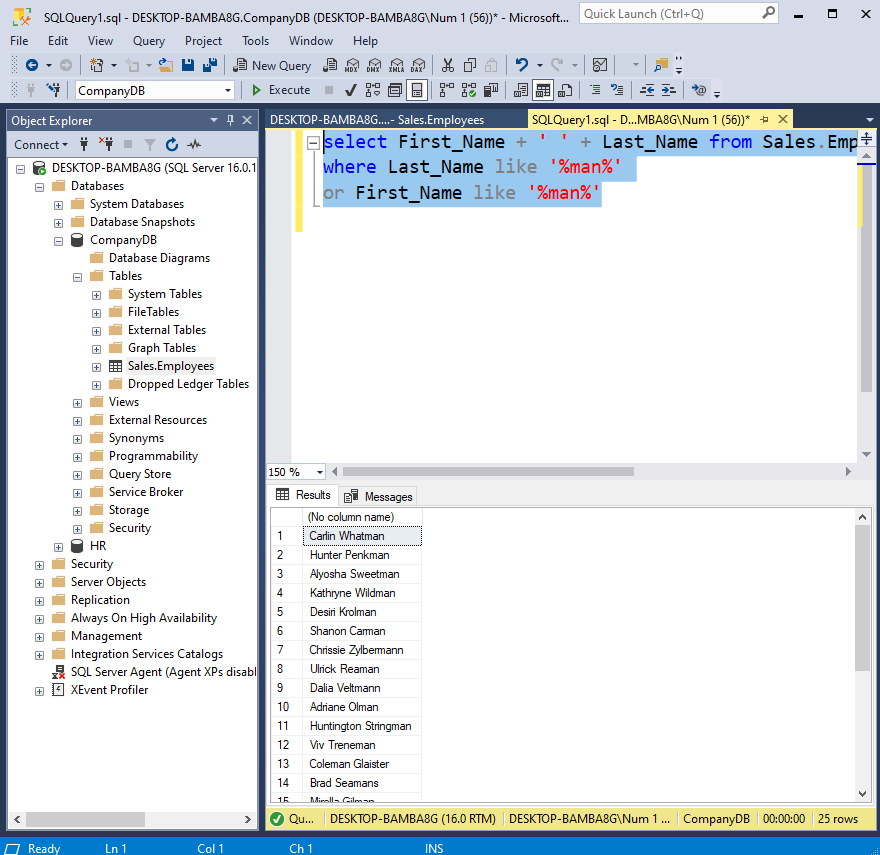 SQLQuery1.sql - DESKTOP-BAMBA8G.CompanyDB (DESKTOP-BAMBA8G\Num 1 (56))* - Microsoft...
Quick Launch (Ctrl+Q)
File Edit View Query Project Tools Window Help
New Query MDX DMX XMLA DAX
CompanyDB Execute
Object Explorer
Connect
DESKTOP-BAMBA8G (SQL Server 16.0.1
Databases
System Databases
Database Snapshots
CompanyDB
Database Diagrams
Tables
System Tables
FileTables
External Tables
Graph Tables
Sales.Employees
Dropped Ledger Tables
Views
External Resources
Synonyms
Programmability
Query Store
Service Broker
Storage
Security
HR
Security
Server Objects
Replication
Always On High Availability
Management
Integration Services Catalogs
SQL Server Agent (Agent XPs disabl
XEvent Profiler
DESKTOP-BAMBA8G.... - Sales.Employees
SQLQuery1.sql - D...MBA8G\Num 1 (56))*
select First_Name + ' ' + Last_Name from Sales.Emp
where Last_Name like '%man%'
or First_Name like '%man%'
150 %
Results Messages
(No column name)
1 Carlin Whatman
2 Hunter Penkman
3 Alyosha Sweetman
4 Kathryne Wildman
5 Desiri Krolman
6 Shanon Carman
7 Chrissie Zylbermann
8 Ulrick Reaman
9 Dalia Veltmann
10 Adriane Olman
11 Huntington Stringman
12 Viv Treneman
13 Coleman Glaister
14 Brad Seamans
15 Mirella Gilman
Qu... DESKTOP-BAMBA8G (16.0 RTM) DESKTOP-BAMBA8G\Num 1 ... CompanyDB 00:00:00 25 rows
Ready Ln 1 Col 1 Ch 1 INS